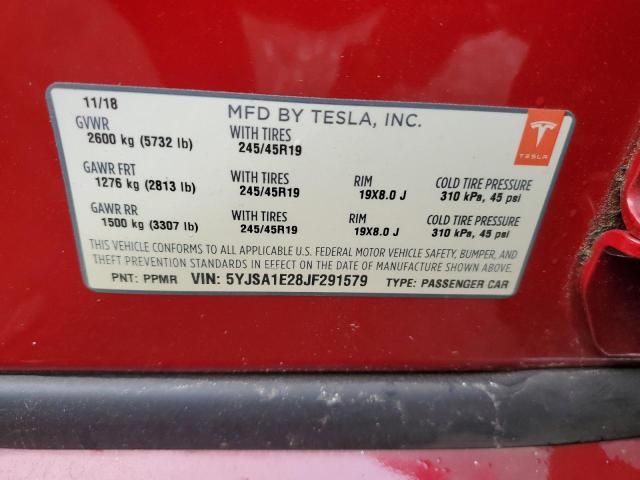 11/18
MFD BY TESLA, INC.
GVWR
2600 kg (5732 lb)
WITH TIRES
245/45R19
TESLA
GAWR FRT
1276 kg (2813 lb)
WITH TIRES
245/45R19
RIM
19X8.0 J
COLD TIRE PRESSURE
310 kPa, 45 psi
GAWR RR
1500 kg (3307 lb)
WITH TIRES
245/45R19
RIM
19X8.0 J
COLD TIRE PRESSURE
310 kPa, 45 psi
THIS VEHICLE CONFORMS TO ALL APPLICABLE U.S. FEDERAL MOTOR VEHICLE SAFETY, BUMPER, AND
THEFT PREVENTION STANDARDS IN EFFECT ON THE DATE OF MANUFACTURE SHOWN ABOVE.
PNT: PPMR VIN: 5YJSA1E28JF291579 TYPE: PASSENGER CAR